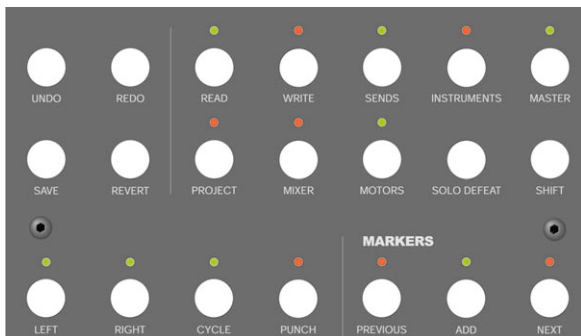 UNDO REDO READ WRITE SENDS INSTRUMENTS MASTER
SAVE REVERT PROJECT MIXER MOTORS SOLO DEFEAT SHIFT
MARKERS
LEFT RIGHT CYCLE PUNCH PREVIOUS ADD NEXT